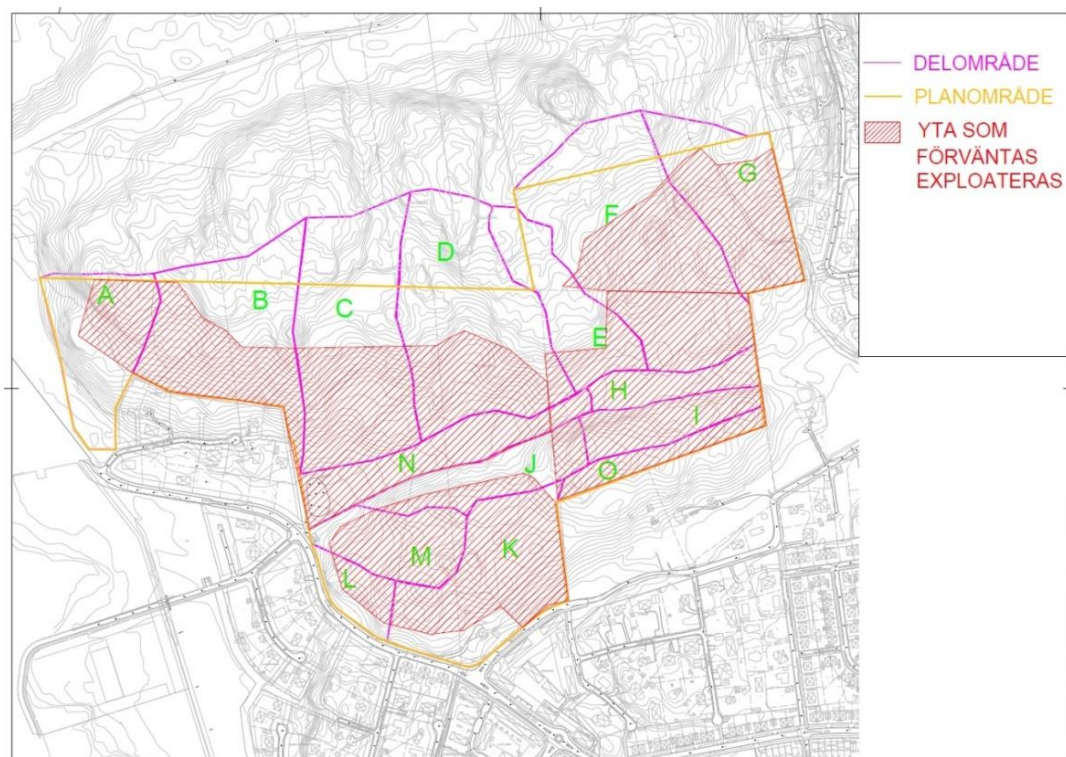 DELOMRÅDE
PLANOMRÅDE
YTA SOM
FÖRVÄNTAS
EXPLOATERAS
G
F
D
A
B
C
E
H
I
N
J
O
M
K
L